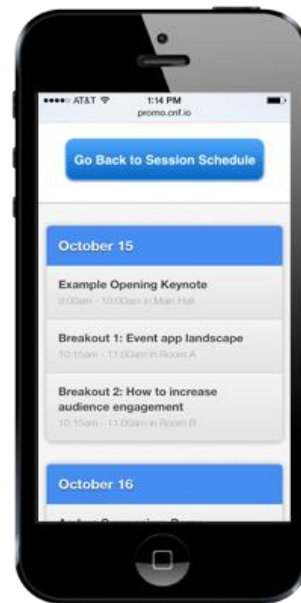 AT&T 1:14 PM
promo.cnf.io
Go Back to Session Schedule
October 15
Example Opening Keynote
9:00am - 10:00am in Main Hall
Breakout 1: Event app landscape
10:15am - 11:00am in Room A
Breakout 2: How to increase
audience engagement
10:15am - 11:00am in Room B
October 16